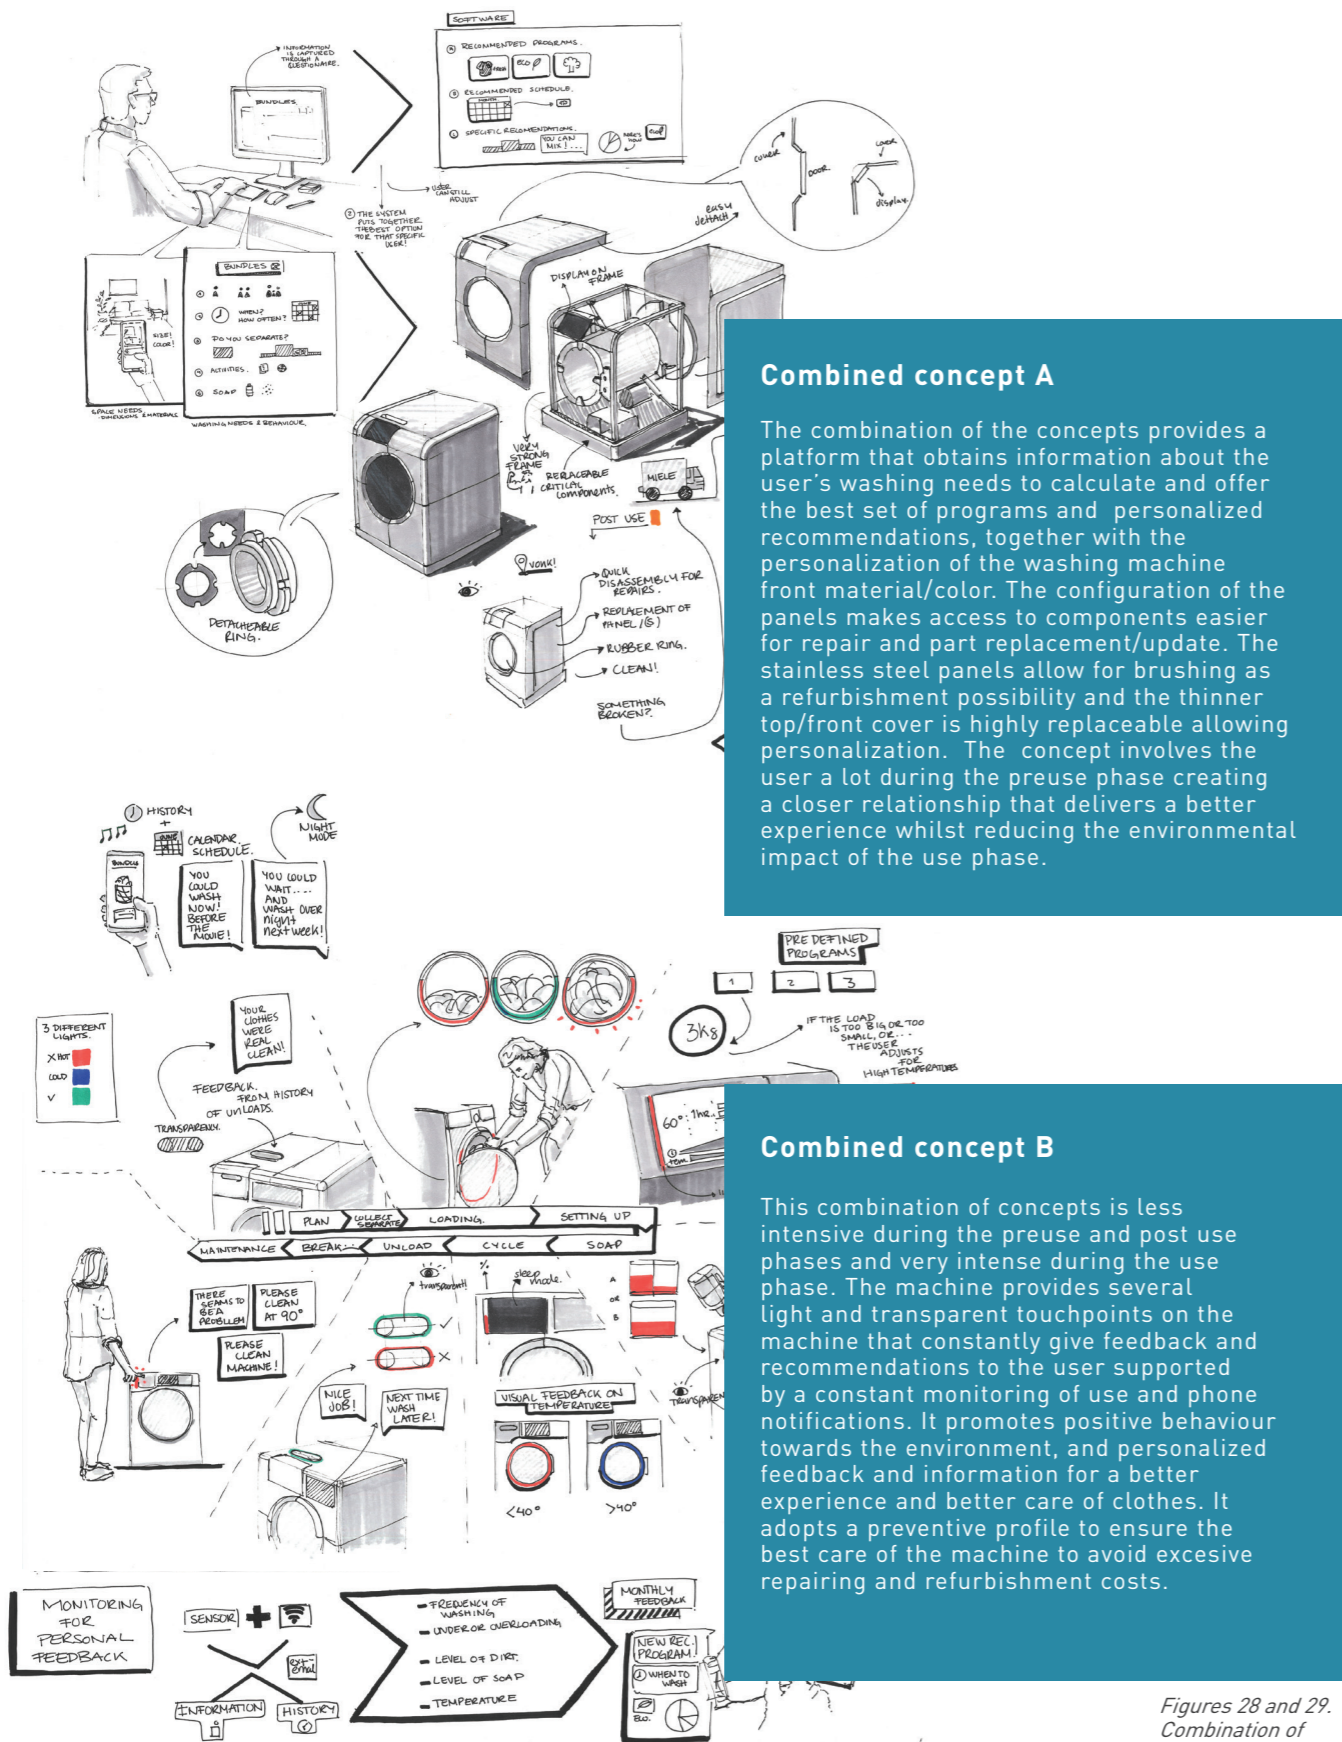 SOFTWARE
INFORMATION
IS CAPTURED
THROUGH A
QUESTIONAIRE.
BUNDLES
A RECOMMENDED PROGRAMS.
FRESH
ECO
B RECOMMENDED SCHEDULE.
MONTH
C SPECIFIC RECOMENDATIONS.
YOU CAN
MIX!...
HERE'S
HOW
USER
CAN STILL
ADJUST
2 THE SYSTEM
PUTS TOGETHER
THE BEST OPTION
FOR THAT SPECIFIC
USER!
BUNDLES
WHEN?
HOW OFTEN?
DO YOU SEPARATE?
ACTIVITIES.
SOAP
SIZE!
COLOR!
SPACE NEEDS
DIMENSIONS & MATERIALS
WASHING NEEDS & BEHAVIOUR.
COVER
DOOR
COVER
display.
easy
detach
DISPLAY ON
FRAME
VERY
STRONG
FRAME
REPLACEABLE
CRITICAL
components.
MIELE
POST USE
VONK!
QUICK
DISASSEMBLY FOR
REPAIRS.
REPLACEMENT OF
PANEL/(S)
RUBBER RING.
CLEAN!
SOMETHING
BROKEN?
DETACHEABLE
RING.
Combined concept A
The combination of the concepts provides a
platform that obtains information about the
user's washing needs to calculate and offer
the best set of programs and personalized
recommendations, together with the
personalization of the washing machine
front material/color. The configuration of the
panels makes access to components easier
for repair and part replacement/update. The
stainless steel panels allow for brushing as
a refurbishment possibility and the thinner
top/front cover is highly replaceable allowing
personalization. The concept involves the
user a lot during the preuse phase creating
a closer relationship that delivers a better
experience whilst reducing the environmental
impact of the use phase.
HISTORY
+
CALENDAR.
SCHEDULE.
BUNDLE
NIGHT
MODE
YOU
COULD
WASH
NOW!
BEFORE
THE
MOVIE!
YOU COULD
WAIT....
AND
WASH OVER
night
next week!
3 DIFFERENT
LIGHTS.
X HOT
COLD
✓
YOUR
CLOTHES
WERE
REAL
CLEAN!
FEEDBACK.
FROM HISTORY
OF UNLOADS.
TRANSPARENCY.
PREDEFINED
PROGRAMS
1 2 3
3Kg
IF THE LOAD
IS TOO BIG OR TOO
SMALL, OR...
THE USER
ADJUSTS
FOR
HIGH TEMPERATURES
60° : 1hr.
tem.
PLAN COLLECT SEPARATE LOADING. SETTING UP
MAINTENANCE BREAK... UNLOAD CYCLE SOAP
THERE
SEAMS TO
BE A
PROBLLEM
PLEASE
CLEAN
AT 90°
PLEASE
CLEAN
MACHINE!
transparent!
✓
X
NICE
JOB!
NEXT TIME
WASH
LATER!
%
sleep
mode.
A
OR
B
VISUAL FEEDBACK ON
TEMPERATURE
TRANSPAREN
<40°
>40°
Combined concept B
This combination of concepts is less
intensive during the preuse and post use
phases and very intense during the use
phase. The machine provides several
light and transparent touchpoints on the
machine that constantly give feedback and
recommendations to the user supported
by a constant monitoring of use and phone
notifications. It promotes positive behaviour
towards the environment, and personalized
feedback and information for a better
experience and better care of clothes. It
adopts a preventive profile to ensure the
best care of the machine to avoid excesive
repairing and refurbishment costs.
MONITORING
FOR
PERSONAL
FEEDBACK
SENSOR +
ext-
ernal
INFORMATION
i
HISTORY
- FREQUENCY OF
WASHING
- UNDER OR OVERLOADING
- LEVEL OF DIRT.
- LEVEL OF SOAP
- TEMPERATURE
MONTHLY
FEEDBACK
NEW REC.
PROGRAM.
WHEN TO
WASH
Eco.
Figures 28 and 29.
Combination of